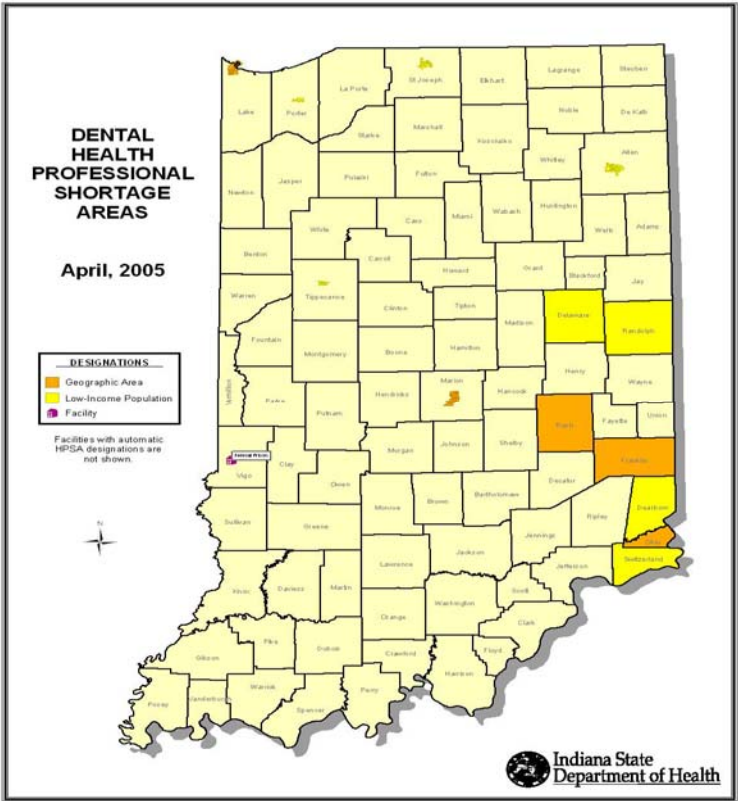 DENTAL
HEALTH
PROFESSIONAL
SHORTAGE
AREAS
April, 2005
DESIGNATIONS
Geographic Area
Low-Income Population
Facility
Facilities with automatic
HPSA designations are
not shown.
N
Lake
Porter
La Porte
St Joseph
Elkhart
Lagrange
Steuben
Noble
De Kalb
Starke
Marshall
Kosciusko
Whitley
Allen
Newton
Jasper
Pulaski
Fulton
Cass
Miami
Wabash
Huntington
Wells
Adams
White
Benton
Carroll
Howard
Grant
Blackford
Jay
Warren
Tippecanoe
Clinton
Tipton
Madison
Delaware
Randolph
Fountain
Montgomery
Boone
Hamilton
Henry
Wayne
Vermillion
Parke
Putnam
Hendricks
Marion
Hancock
Rush
Fayette
Union
Federal Prison
Vigo
Clay
Owen
Morgan
Johnson
Shelby
Franklin
Decatur
Sullivan
Greene
Monroe
Brown
Bartholomew
Jennings
Ripley
Dearborn
Ohio
Switzerland
Jefferson
Knox
Daviess
Martin
Lawrence
Jackson
Scott
Washington
Clark
Orange
Gibson
Pike
Dubois
Crawford
Harrison
Floyd
Posey
Vanderburgh
Warrick
Spencer
Perry
Indiana State
Department of Health